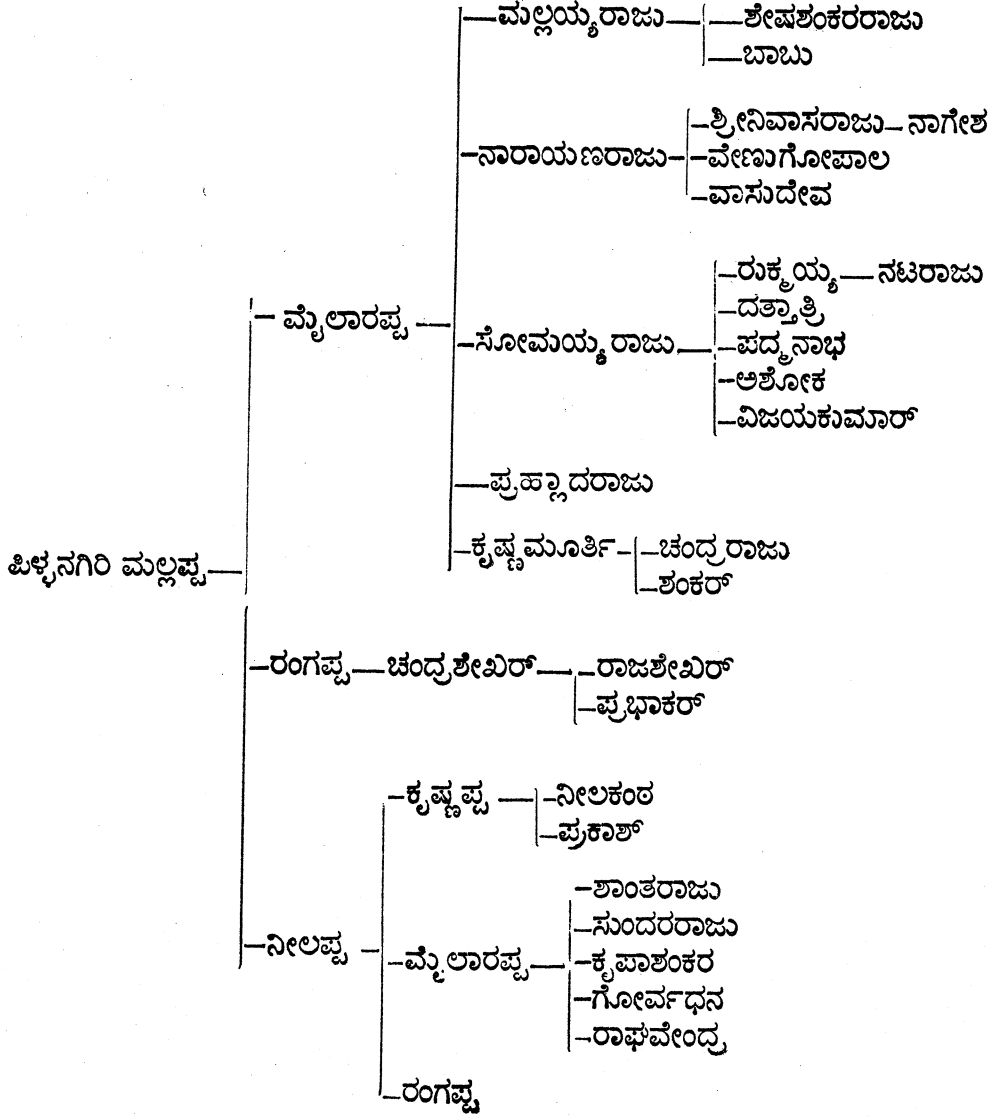 ಮಲ್ಲಯ್ಯರಾಜು ಶೇಷಶಂಕರರಾಜು
ಬಾಬು
ಶ್ರೀನಿವಾಸರಾಜು ನಾಗೇಶ
ನಾರಾಯಣರಾಜು ವೇಣುಗೋಪಾಲ
ವಾಸುದೇವ
ರುಕ್ಮಯ್ಯ ನಟರಾಜು
ದತ್ತಾತ್ರಿ
ಮೈಲಾರಪ್ಪ
ಸೋಮಯ್ಯರಾಜು ಪದ್ಮನಾಭ
ಅಶೋಕ
ವಿಜಯಕುಮಾರ್
ಪ್ರಹ್ಲಾದರಾಜು
ಕೃಷ್ಣಮೂರ್ತಿ ಚಂದ್ರರಾಜು
ಪಿಳ್ಳನಗಿರಿ ಮಲ್ಲಪ್ಪ
ಶಂಕರ್
ರಂಗಪ್ಪ ಚಂದ್ರಶೇಖರ್ ರಾಜಶೇಖರ್
ಪ್ರಭಾಕರ್
ಕೃಷ್ಣಪ್ಪ ನೀಲಕಂಠ
ಪ್ರಕಾಶ್
ಶಾಂತರಾಜು
ಸುಂದರರಾಜು
ನೀಲಪ್ಪ
ಮೈಲಾರಪ್ಪ ಕೃಪಾಶಂಕರ
ಗೋರ್ವಧನ
ರಾಘವೇಂದ್ರ
ರಂಗಪ್ಪ